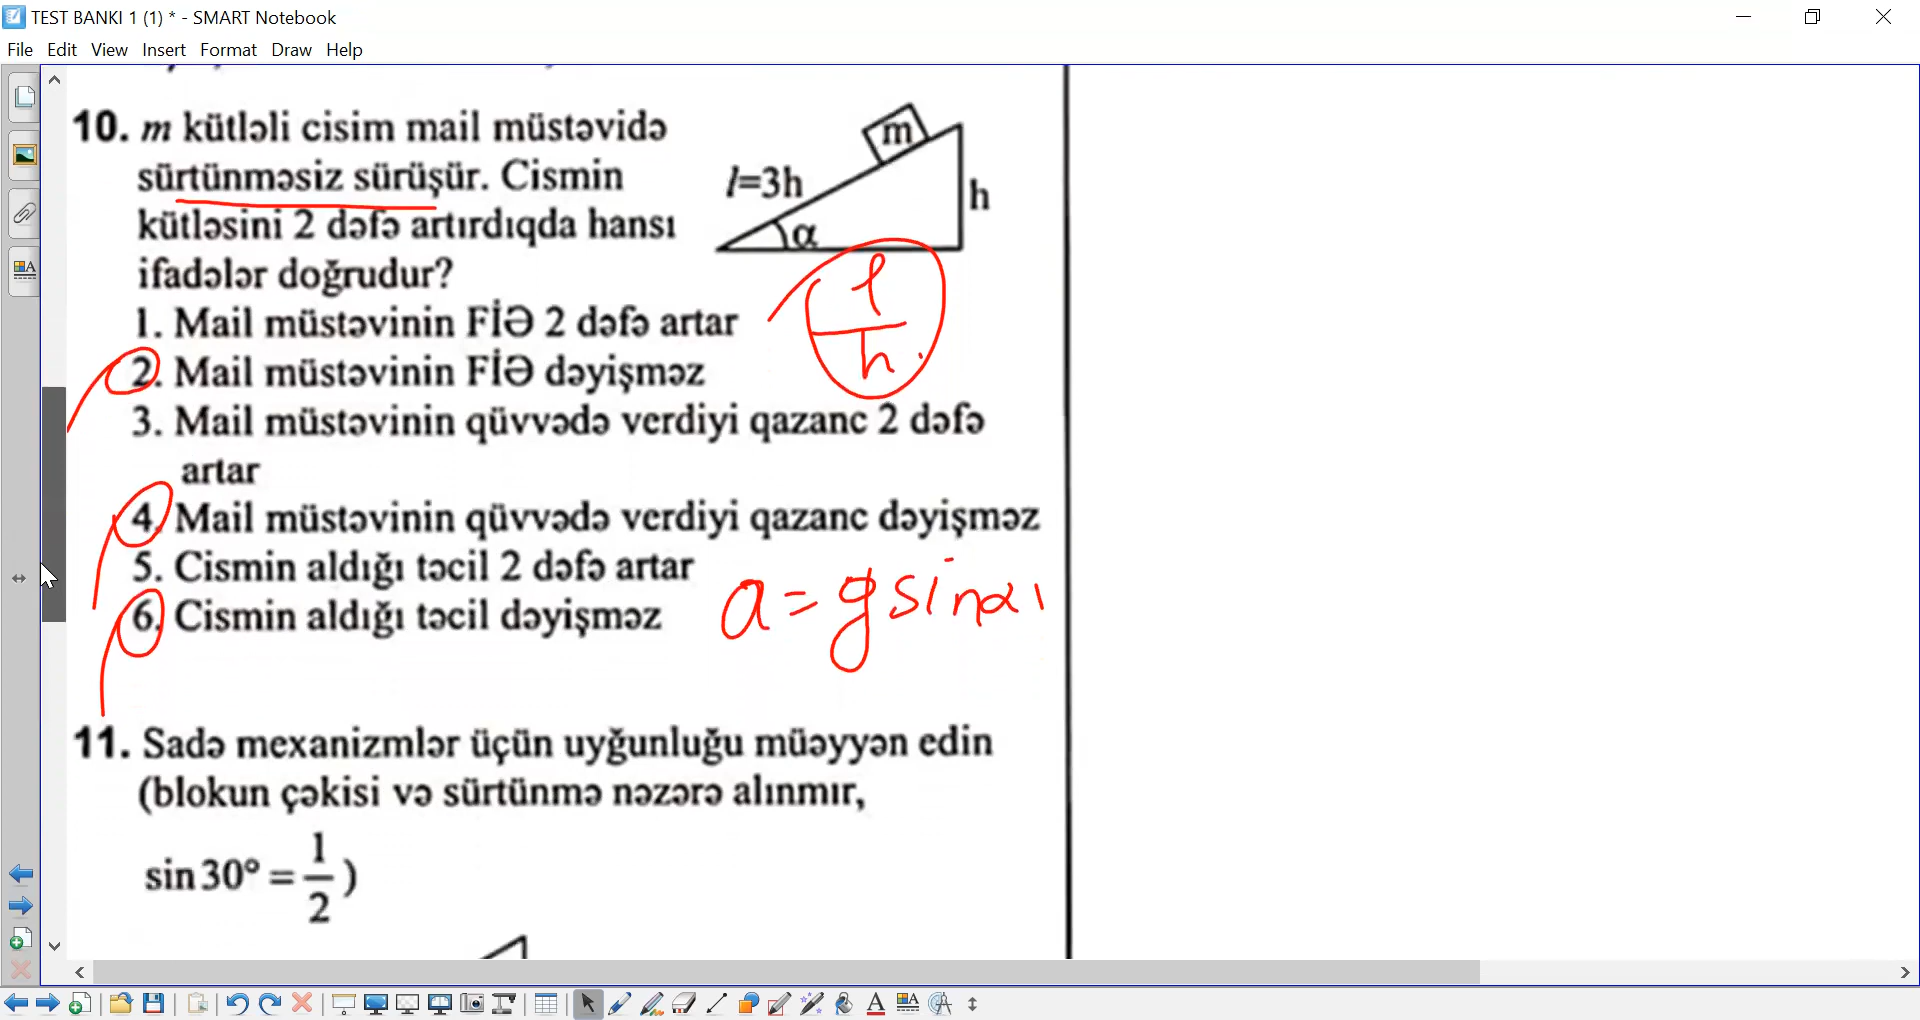 TEST BANKI 1 (1) * - SMART Notebook
File Edit View Insert Format Draw Help
10. m kütləli cisim mail müstəvidə
sürtünməsiz sürüşür. Cismin
kütləsini 2 dəfə artırdıqda hansı
ifadələr doğrudur?
m
l=3h
h
α
l
h
1. Mail müstəvinin FİƏ 2 dəfə artar
2. Mail müstəvinin FİƏ dəyişməz
3. Mail müstəvinin qüvvədə verdiyi qazanc 2 dəfə
artar
4. Mail müstəvinin qüvvədə verdiyi qazanc dəyişməz
5. Cismin aldığı təcil 2 dəfə artar
6. Cismin aldığı təcil dəyişməz
a = g sinα
11. Sadə mexanizmlər üçün uyğunluğu müəyyən edin
(blokun çəkisi və sürtünmə nəzərə alınmır,
sin 30° = 1/2 )